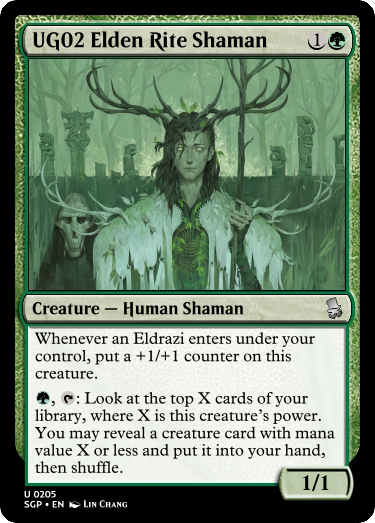 UG02 Elden Rite Shaman 1
Creature — Human Shaman
Whenever an Eldrazi enters under your
control, put a +1/+1 counter on this
creature.
, : Look at the top X cards of your
library, where X is this creature's power.
You may reveal a creature card with mana
value X or less and put it into your hand,
then shuffle.
1/1
U 0205
SGP • EN Lin Chang